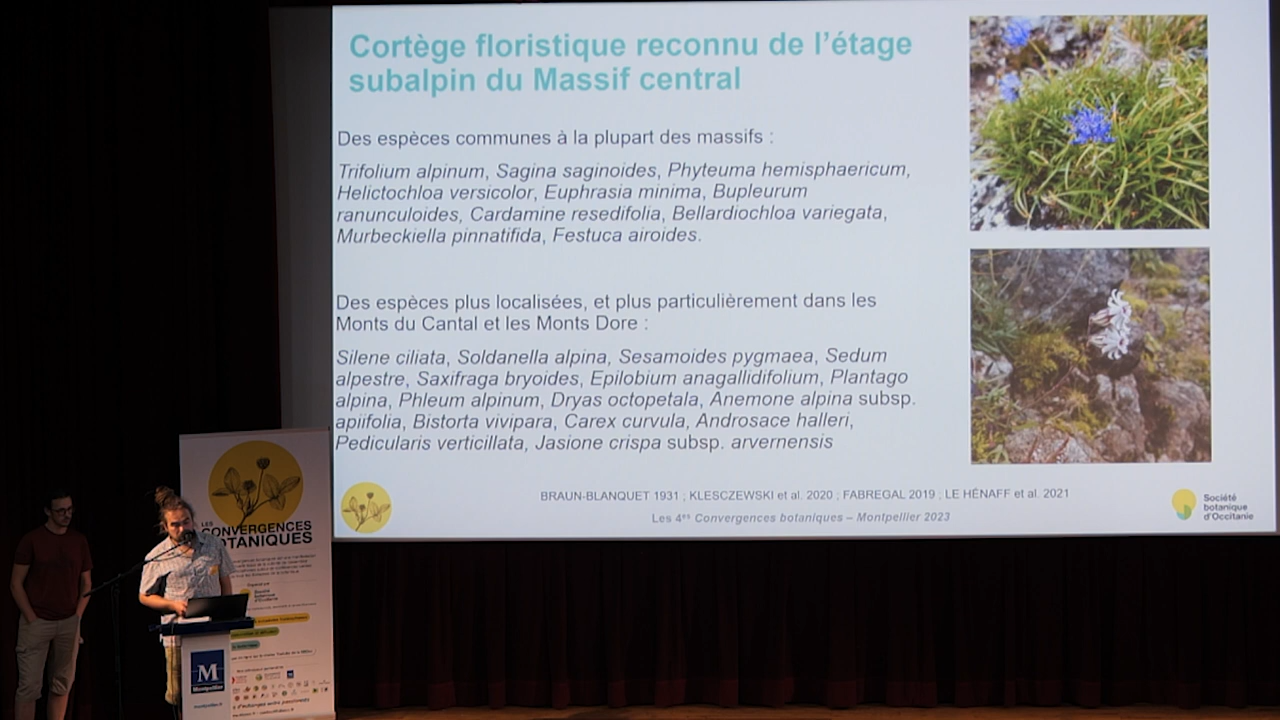 Cortège floristique reconnu de l'étage
subalpin du Massif central
Des espèces communes à la plupart des massifs :
Trifolium alpinum, Sagina saginoides, Phyteuma hemisphaericum,
Helictochloa versicolor, Euphrasia minima, Bupleurum
ranunculoides, Cardamine resedifolia, Bellardiochloa variegata,
Murbeckiella pinnatifida, Festuca airoides.
Des espèces plus localisées, et plus particulièrement dans les
Monts du Cantal et les Monts Dore :
Silene ciliata, Soldanella alpina, Sesamoides pygmaea, Sedum
alpestre, Saxifraga bryoides, Epilobium anagallidifolium, Plantago
alpina, Phleum alpinum, Dryas octopetala, Anemone alpina subsp.
apiifolia, Bistorta vivipara, Carex curvula, Androsace halleri,
Pedicularis verticillata, Jasione crispa subsp. arvernensis
BRAUN-BLANQUET 1931 ; KLESCZEWSKI et al. 2020 ; FABREGAL 2019 ; LE HÉNAFF et al. 2021
Les 4es Convergences botaniques – Montpellier 2023
Société
botanique
d'Occitanie
LES
CONVERGENCES
BOTANIQUES
M
Montpellier
montpellier.fr